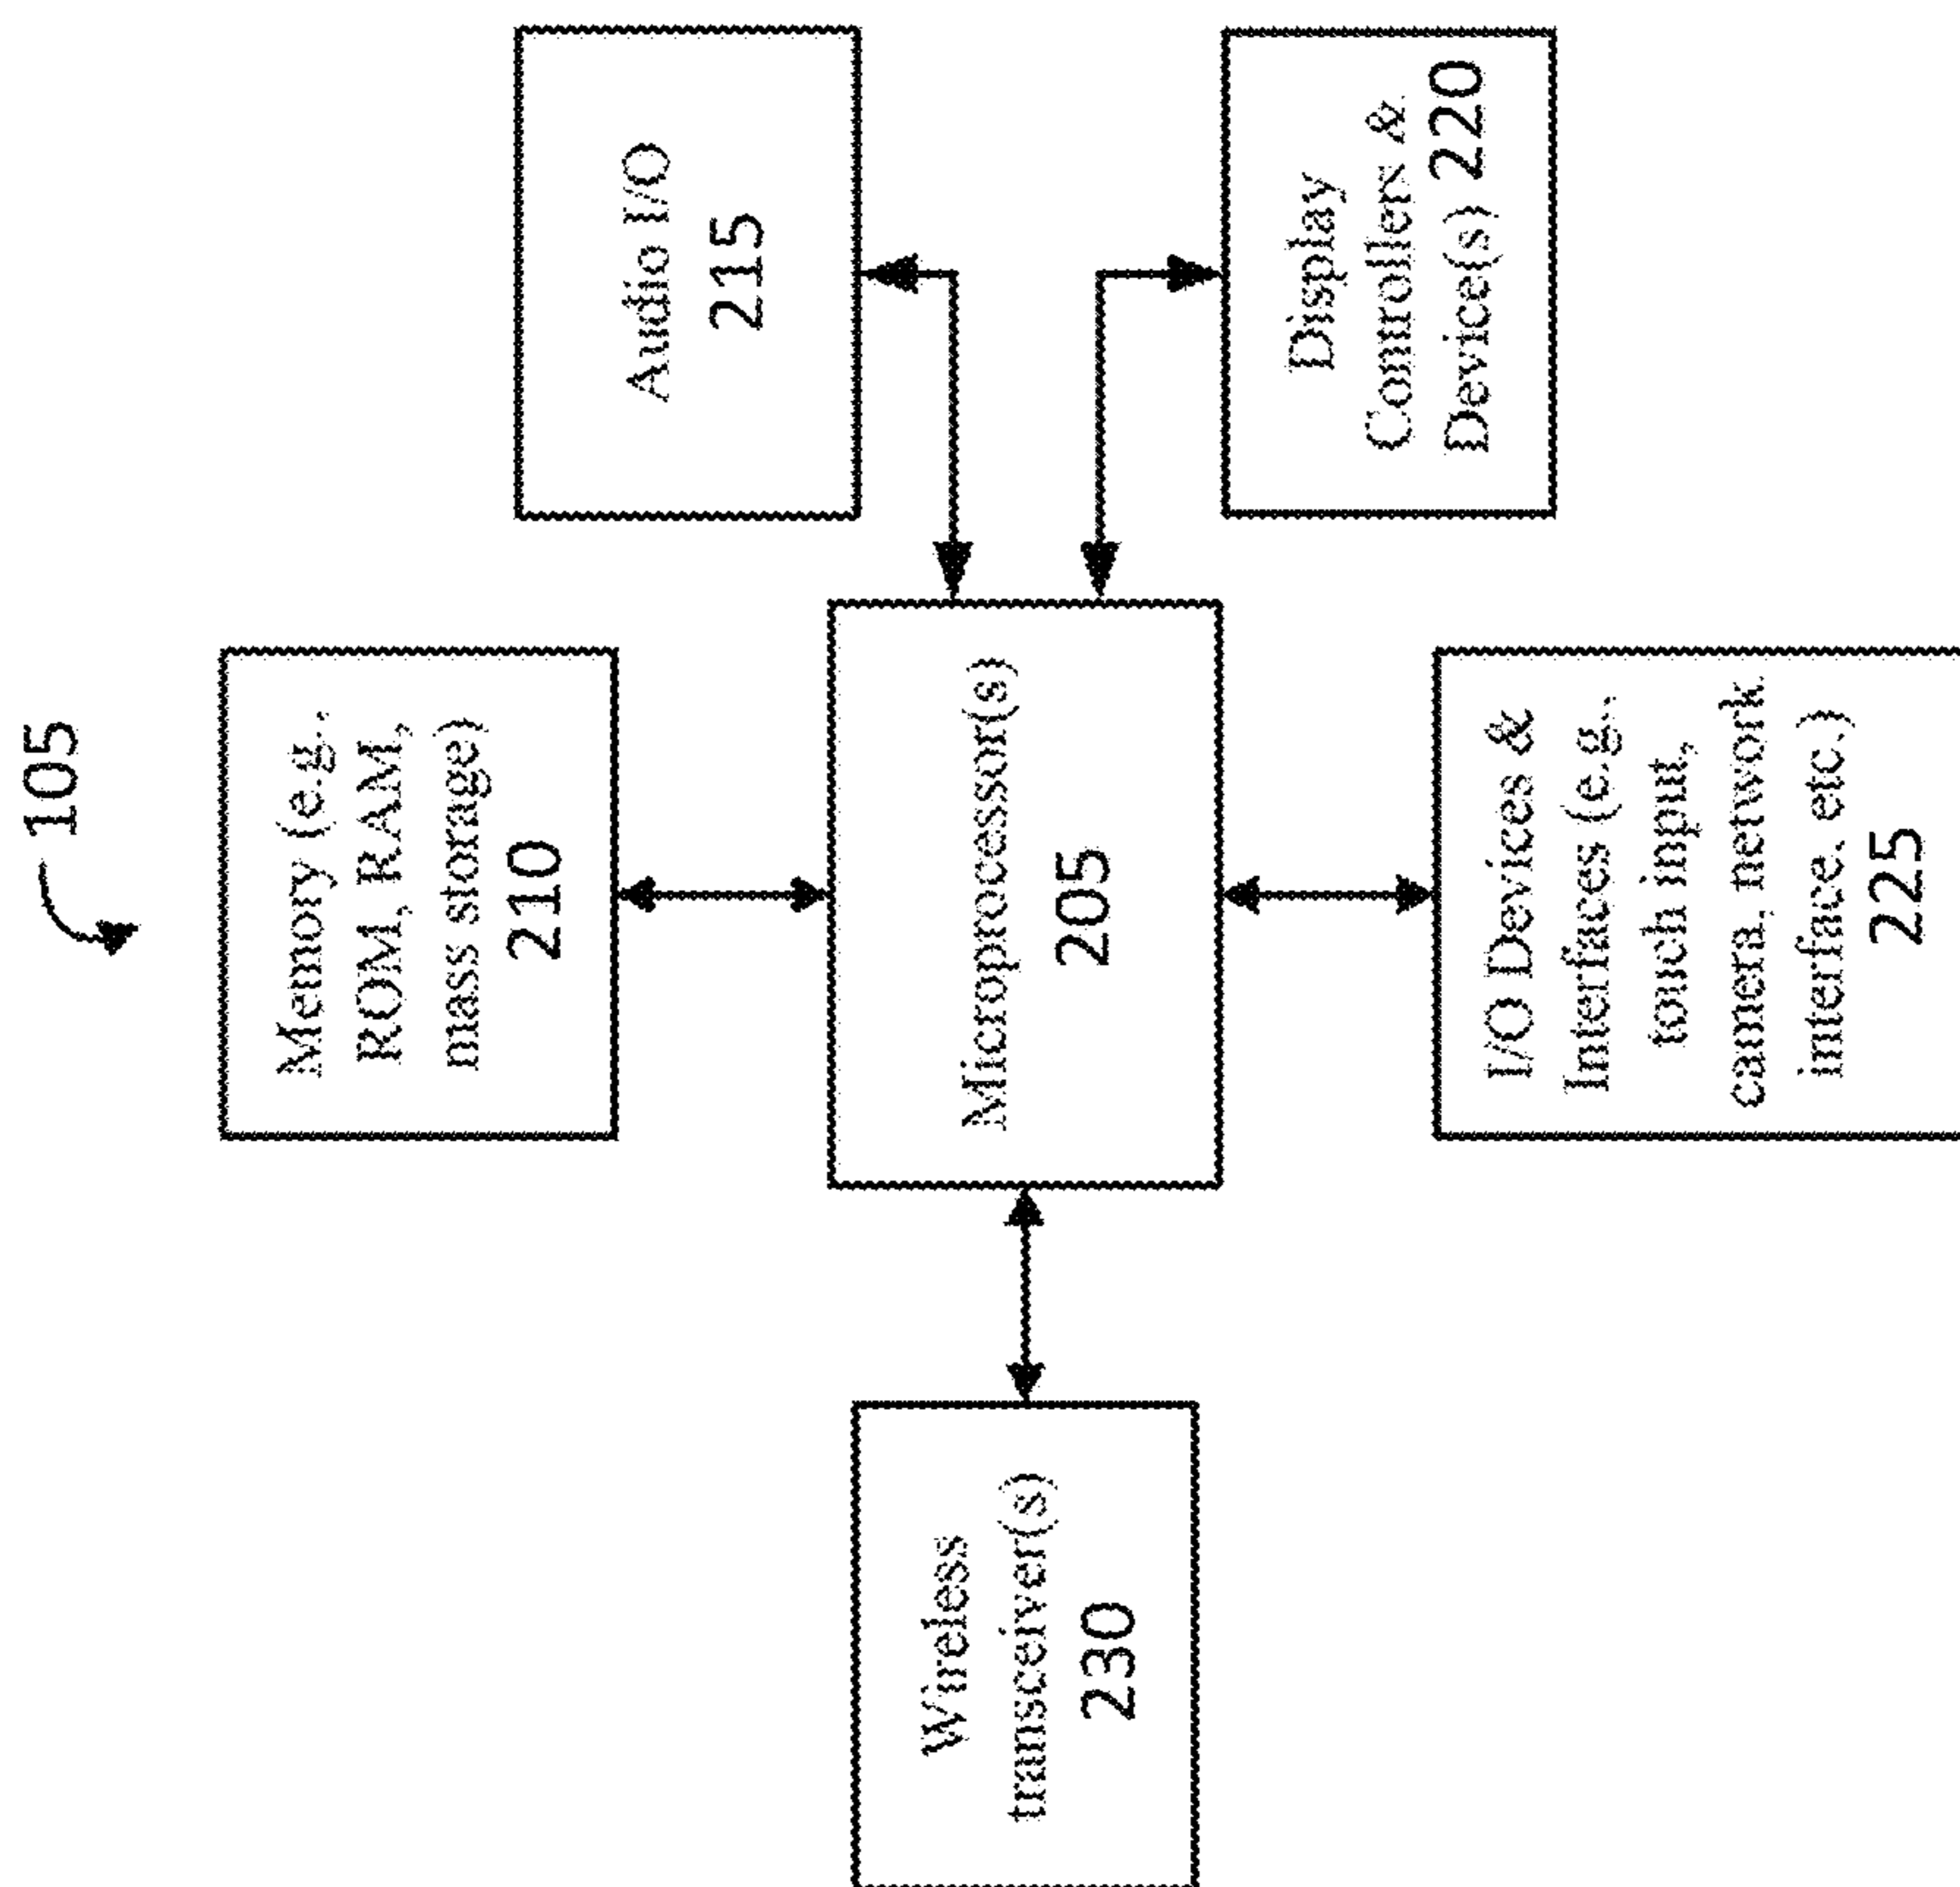 105
Memory (e.g.
ROM, RAM,
mass storage)
210
Audio I/O
215
Wireless
transceiver(s)
230
Microprocessor(s)
205
Display
Controller &
Device(s) 220
I/O Devices &
Interfaces (e.g.,
touch input,
camera, network
interface, etc.)
225